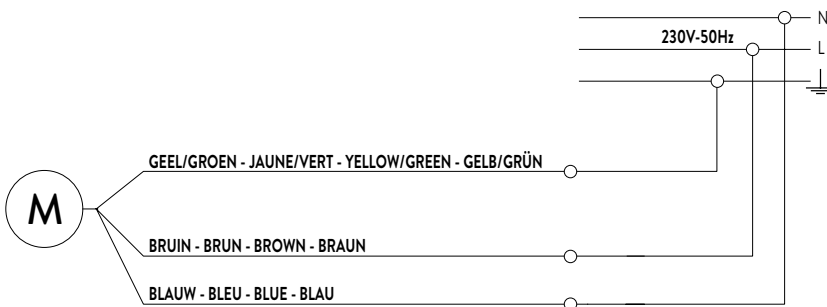 N
230V-50Hz
L
GEEL/GROEN - JAUNE/VERT - YELLOW/GREEN - GELB/GRÜN
M
BRUIN - BRUN - BROWN - BRAUN
BLAUW - BLEU - BLUE - BLAU